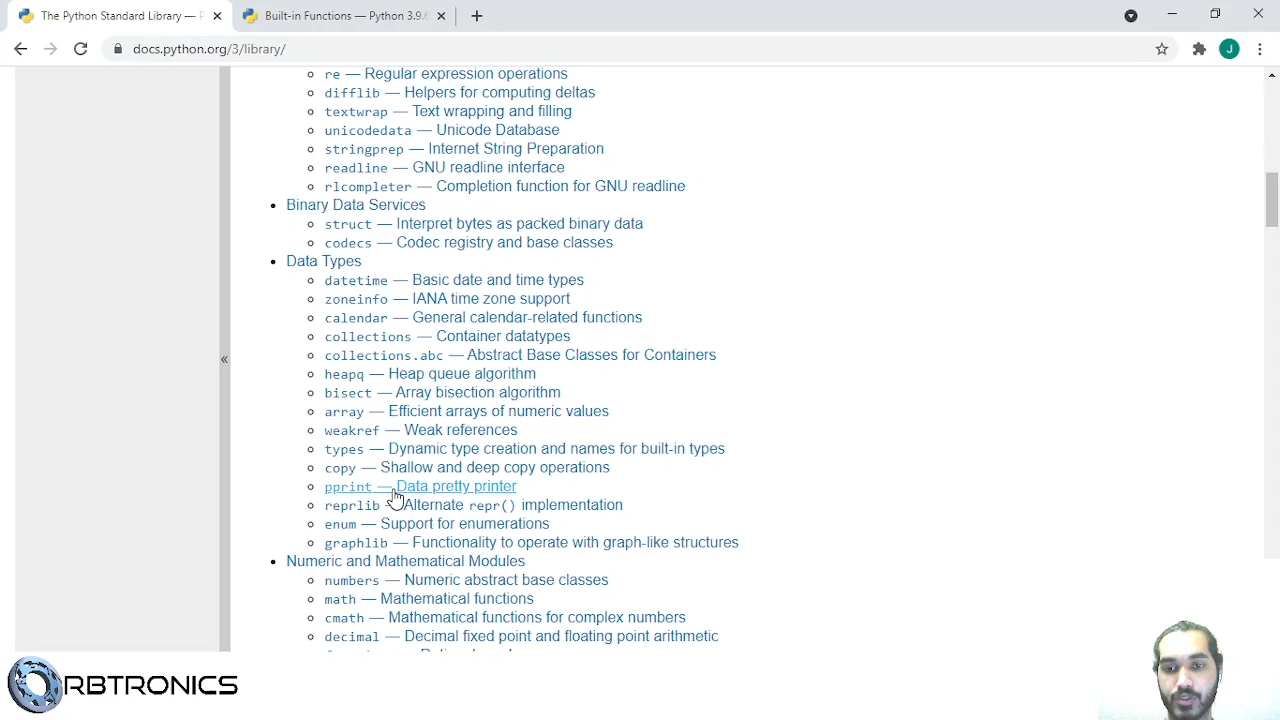 The Python Standard Library — P
Built-in Functions — Python 3.9.6
docs.python.org/3/library/
J
re — Regular expression operations
difflib — Helpers for computing deltas
textwrap — Text wrapping and filling
unicodedata — Unicode Database
stringprep — Internet String Preparation
readline — GNU readline interface
rlcompleter — Completion function for GNU readline
Binary Data Services
struct — Interpret bytes as packed binary data
codecs — Codec registry and base classes
Data Types
datetime — Basic date and time types
zoneinfo — IANA time zone support
calendar — General calendar-related functions
collections — Container datatypes
collections.abc — Abstract Base Classes for Containers
heapq — Heap queue algorithm
bisect — Array bisection algorithm
array — Efficient arrays of numeric values
weakref — Weak references
types — Dynamic type creation and names for built-in types
copy — Shallow and deep copy operations
pprint — Data pretty printer
reprlib — Alternate repr() implementation
enum — Support for enumerations
graphlib — Functionality to operate with graph-like structures
Numeric and Mathematical Modules
numbers — Numeric abstract base classes
math — Mathematical functions
cmath — Mathematical functions for complex numbers
decimal — Decimal fixed point and floating point arithmetic
ORBTRONICS